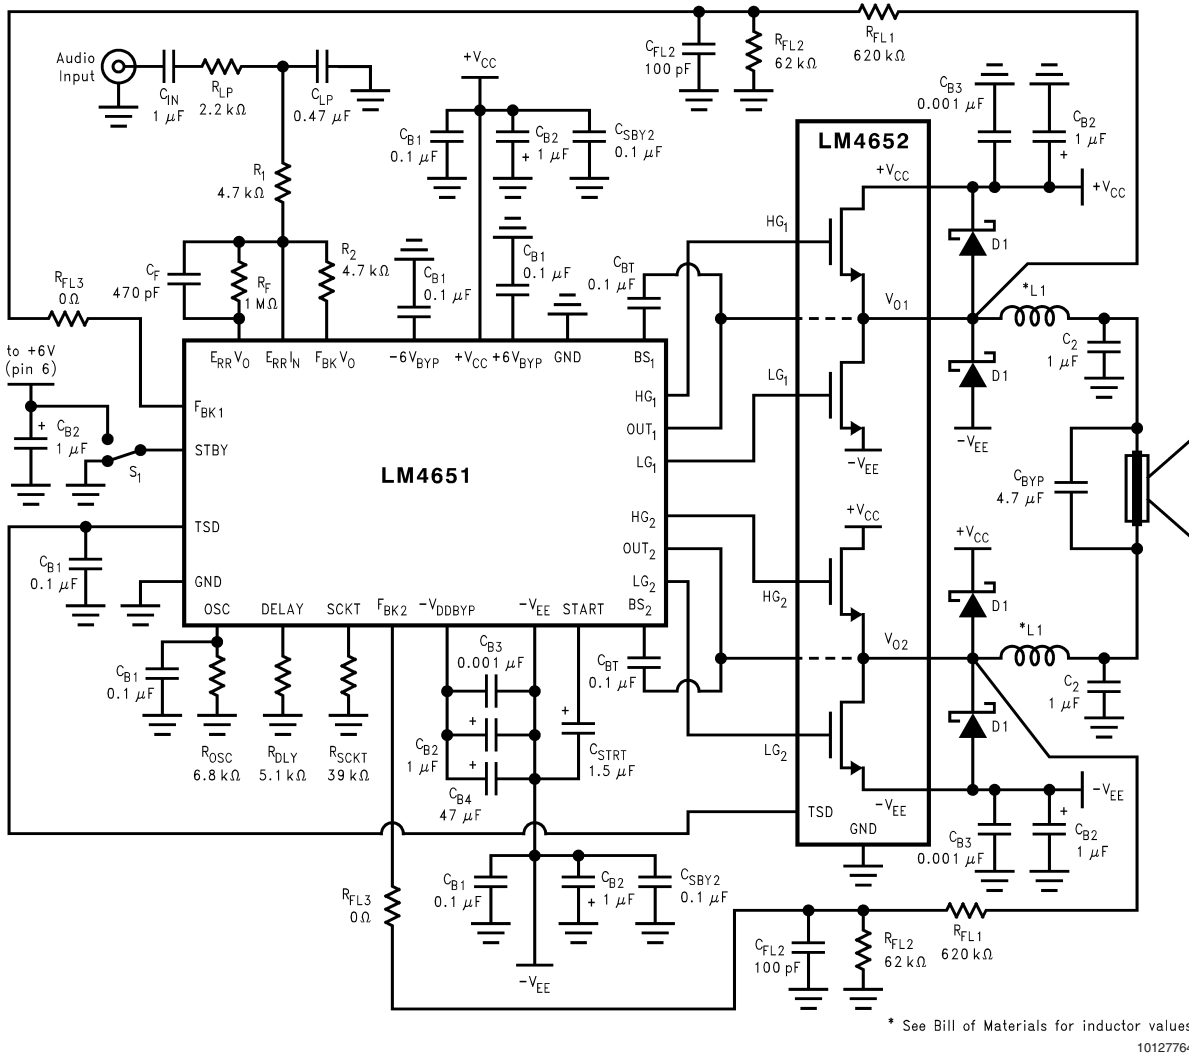 Audio
Input
C_IN
1 μF
R_LP
2.2 kΩ
C_LP
0.47 μF
+V_CC
C_FL2
100 pF
R_FL2
62 kΩ
R_FL1
620 kΩ
C_B3
0.001 μF
C_B2
1 μF
+
C_B1
0.1 μF
C_B2
+ 1 μF
C_SBY2
0.1 μF
LM4652
+V_CC
+V_CC
R_1
4.7 kΩ
HG_1
D1
C_F
470 pF
R_F
1 MΩ
R_2
4.7 kΩ
C_B1
0.1 μF
C_B1
0.1 μF
C_BT
0.1 μF
R_FL3
0Ω
V_O1
*L1
C_2
1 μF
to +6V
(pin 6)
E_RR V_O
E_RR I_N
F_BK V_O
-6V_BYP
+V_CC
+6V_BYP
GND
BS_1
LG_1
D1
-V_EE
F_BK1
HG_1
+
C_B2
1 μF
STBY
OUT_1
S_1
LM4651
LG_1
-V_EE
C_BYP
4.7 μF
TSD
HG_2
+V_CC
+V_CC
OUT_2
C_B1
0.1 μF
GND
LG_2
HG_2
D1
OSC
DELAY
SCKT
F_BK2
-V_DDBYP
-V_EE
START
BS_2
V_O2
*L1
C_B1
0.1 μF
C_B3
0.001 μF
C_BT
0.1 μF
C_2
1 μF
+
+
D1
R_OSC
6.8 kΩ
R_DLY
5.1 kΩ
R_SCKT
39 kΩ
C_B2
1 μF
+
C_B4
47 μF
C_STRT
1.5 μF
LG_2
-V_EE
-V_EE
TSD
GND
C_B3
0.001 μF
+
C_B2
1 μF
R_FL3
0Ω
C_B1
0.1 μF
C_B2
+ 1 μF
C_SBY2
0.1 μF
-V_EE
C_FL2
100 pF
R_FL2
62 kΩ
R_FL1
620 kΩ
* See Bill of Materials for inductor values
10127764